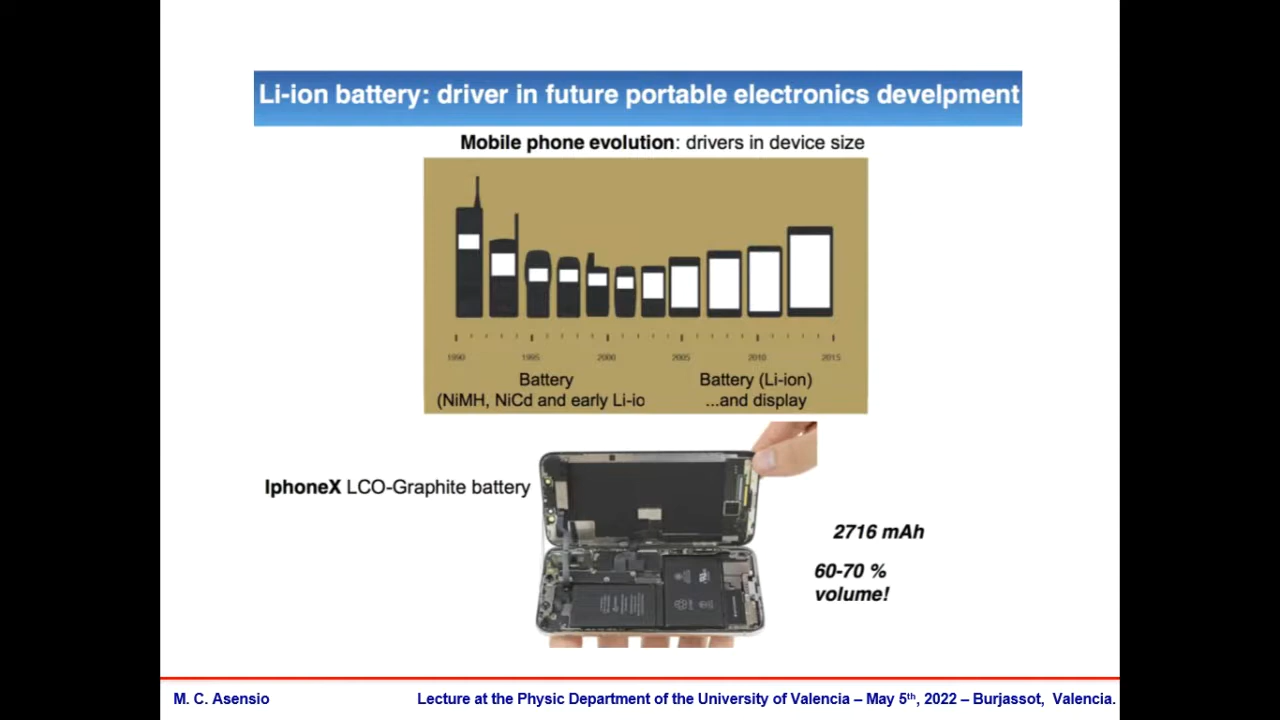 Li-ion battery: driver in future portable electronics develpment
Mobile phone evolution: drivers in device size
1990 1995 2000 2005 2010 2015
Battery Battery (Li-ion)
(NiMH, NiCd and early Li-io ...and display
IphoneX LCO-Graphite battery
2716 mAh
60-70 %
volume!
M. C. Asensio Lecture at the Physic Department of the University of Valencia – May 5th, 2022 – Burjassot, Valencia.